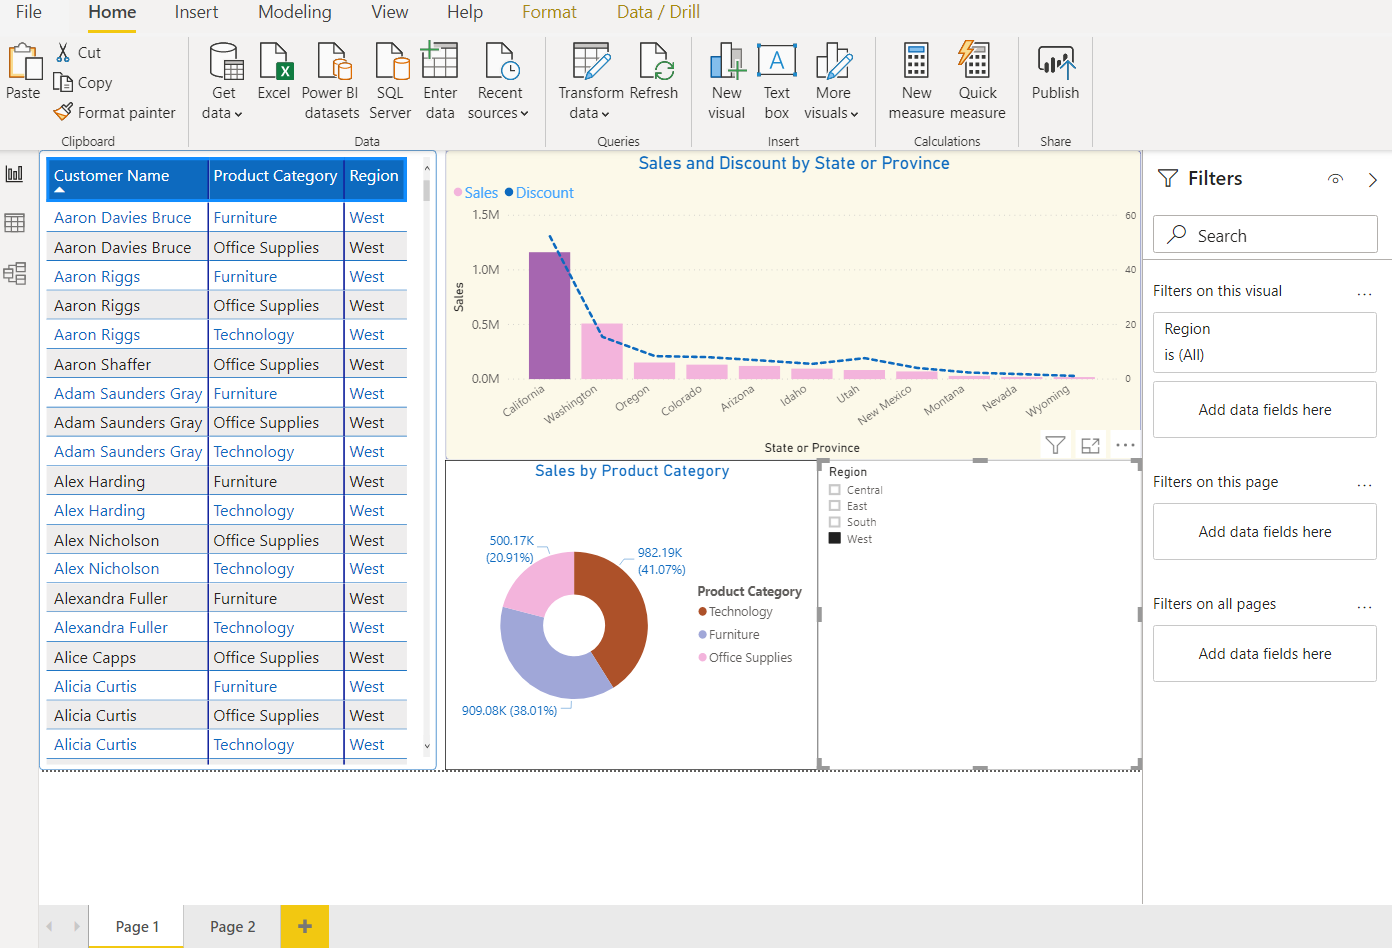 File Home Insert Modeling View Help Format Data / Drill
Paste
Cut
Copy
Format painter
Clipboard
Get data
Excel
Power BI datasets
SQL Server
Enter data
Recent sources
Data
Transform data
Refresh
Queries
New visual
Text box
More visuals
Insert
New measure
Quick measure
Calculations
Publish
Share
Customer Name Product Category Region
Aaron Davies Bruce Furniture West
Aaron Davies Bruce Office Supplies West
Aaron Riggs Furniture West
Aaron Riggs Office Supplies West
Aaron Riggs Technology West
Aaron Shaffer Office Supplies West
Adam Saunders Gray Furniture West
Adam Saunders Gray Office Supplies West
Adam Saunders Gray Technology West
Alex Harding Furniture West
Alex Harding Technology West
Alex Nicholson Office Supplies West
Alex Nicholson Technology West
Alexandra Fuller Furniture West
Alexandra Fuller Technology West
Alice Capps Office Supplies West
Alicia Curtis Furniture West
Alicia Curtis Office Supplies West
Alicia Curtis Technology West
Sales and Discount by State or Province
Sales Discount
1.5M 60
1.0M 40
Sales
0.5M 20
0.0M 0
California Washington Oregon Colorado Arizona Idaho Utah New Mexico Montana Nevada Wyoming
State or Province
Sales by Product Category
500.17K
(20.91%)
982.19K
(41.07%)
909.08K (38.01%)
Product Category
Technology
Furniture
Office Supplies
Region
Central
East
South
West
Filters
Search
Filters on this visual ...
Region
is (All)
Add data fields here
Filters on this page ...
Add data fields here
Filters on all pages ...
Add data fields here
Page 1 Page 2 +